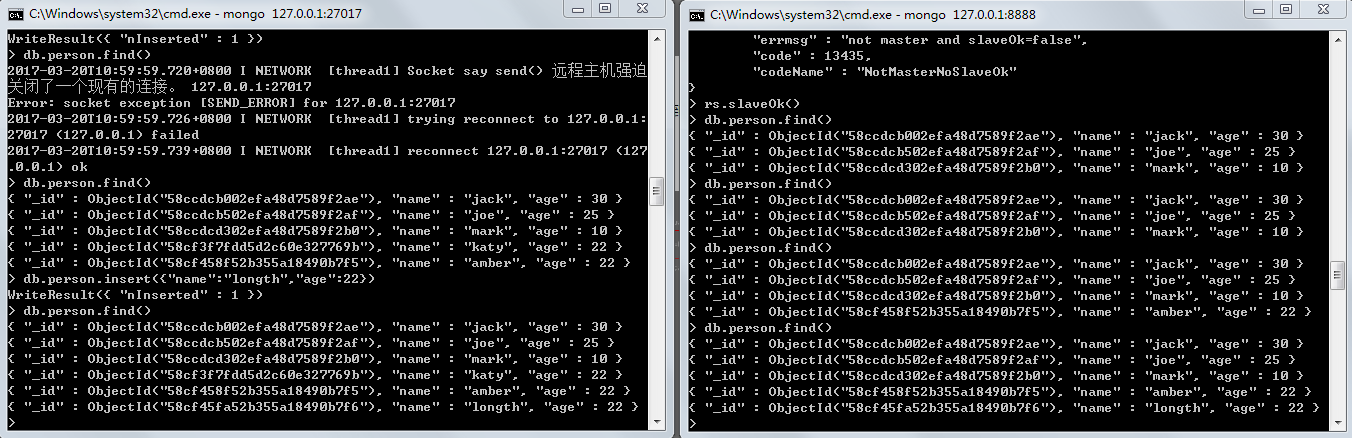 C:\Windows\system32\cmd.exe - mongo  127.0.0.1:27017
WriteResult({ "nInserted" : 1 })
> db.person.find()
2017-03-20T10:59:59.720+0800 I NETWORK  [thread1] Socket say send() 远程主机强迫
关闭了一个现有的连接。 127.0.0.1:27017
Error: socket exception [SEND_ERROR] for 127.0.0.1:27017
2017-03-20T10:59:59.726+0800 I NETWORK  [thread1] trying reconnect to 127.0.0.1:
27017 (127.0.0.1) failed
2017-03-20T10:59:59.739+0800 I NETWORK  [thread1] reconnect 127.0.0.1:27017 (127
.0.0.1) ok
> db.person.find()
{ "_id" : ObjectId("58ccdcb002efa48d7589f2ae"), "name" : "jack", "age" : 30 }
{ "_id" : ObjectId("58ccdcb502efa48d7589f2af"), "name" : "joe", "age" : 25 }
{ "_id" : ObjectId("58ccdcd302efa48d7589f2b0"), "name" : "mark", "age" : 10 }
{ "_id" : ObjectId("58cf3f7fdd5d2c60e327769b"), "name" : "katy", "age" : 22 }
{ "_id" : ObjectId("58cf458f52b355a18490b7f5"), "name" : "amber", "age" : 22 }
> db.person.insert({"name":"longth","age":22})
WriteResult({ "nInserted" : 1 })
> db.person.find()
{ "_id" : ObjectId("58ccdcb002efa48d7589f2ae"), "name" : "jack", "age" : 30 }
{ "_id" : ObjectId("58ccdcb502efa48d7589f2af"), "name" : "joe", "age" : 25 }
{ "_id" : ObjectId("58ccdcd302efa48d7589f2b0"), "name" : "mark", "age" : 10 }
{ "_id" : ObjectId("58cf3f7fdd5d2c60e327769b"), "name" : "katy", "age" : 22 }
{ "_id" : ObjectId("58cf458f52b355a18490b7f5"), "name" : "amber", "age" : 22 }
{ "_id" : ObjectId("58cf45fa52b355a18490b7f6"), "name" : "longth", "age" : 22 }
>
C:\Windows\system32\cmd.exe - mongo  127.0.0.1:8888
"errmsg" : "not master and slaveOk=false",
"code" : 13435,
"codeName" : "NotMasterNoSlaveOk"
}
> rs.slaveOk()
> db.person.find()
{ "_id" : ObjectId("58ccdcb002efa48d7589f2ae"), "name" : "jack", "age" : 30 }
{ "_id" : ObjectId("58ccdcb502efa48d7589f2af"), "name" : "joe", "age" : 25 }
{ "_id" : ObjectId("58ccdcd302efa48d7589f2b0"), "name" : "mark", "age" : 10 }
> db.person.find()
{ "_id" : ObjectId("58ccdcb002efa48d7589f2ae"), "name" : "jack", "age" : 30 }
{ "_id" : ObjectId("58ccdcb502efa48d7589f2af"), "name" : "joe", "age" : 25 }
{ "_id" : ObjectId("58ccdcd302efa48d7589f2b0"), "name" : "mark", "age" : 10 }
> db.person.find()
{ "_id" : ObjectId("58ccdcb002efa48d7589f2ae"), "name" : "jack", "age" : 30 }
{ "_id" : ObjectId("58ccdcb502efa48d7589f2af"), "name" : "joe", "age" : 25 }
{ "_id" : ObjectId("58ccdcd302efa48d7589f2b0"), "name" : "mark", "age" : 10 }
{ "_id" : ObjectId("58cf458f52b355a18490b7f5"), "name" : "amber", "age" : 22 }
> db.person.find()
{ "_id" : ObjectId("58ccdcb002efa48d7589f2ae"), "name" : "jack", "age" : 30 }
{ "_id" : ObjectId("58ccdcb502efa48d7589f2af"), "name" : "joe", "age" : 25 }
{ "_id" : ObjectId("58ccdcd302efa48d7589f2b0"), "name" : "mark", "age" : 10 }
{ "_id" : ObjectId("58cf458f52b355a18490b7f5"), "name" : "amber", "age" : 22 }
{ "_id" : ObjectId("58cf45fa52b355a18490b7f6"), "name" : "longth", "age" : 22 }
>